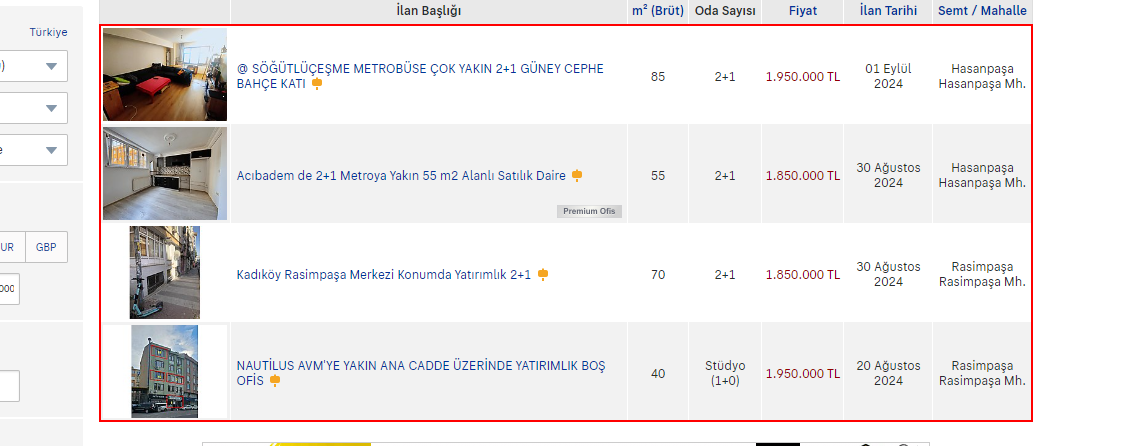 Türkiye
)
e
UR
GBP
000
İlan Başlığı
m² (Brüt)
Oda Sayısı
Fiyat
İlan Tarihi
Semt / Mahalle
@ SÖĞÜTLÜÇEŞME METROBÜSE ÇOK YAKIN 2+1 GÜNEY CEPHE
BAHÇE KATI
85
2+1
1.950.000 TL
01 Eylül
2024
Hasanpaşa
Hasanpaşa Mh.
Acıbadem de 2+1 Metroya Yakın 55 m2 Alanlı Satılık Daire
Premium Ofis
55
2+1
1.850.000 TL
30 Ağustos
2024
Hasanpaşa
Hasanpaşa Mh.
Kadıköy Rasimpaşa Merkezi Konumda Yatırımlık 2+1
70
2+1
1.850.000 TL
30 Ağustos
2024
Rasimpaşa
Rasimpaşa Mh.
NAUTİLUS AVM'YE YAKIN ANA CADDE ÜZERİNDE YATIRIMLIK BOŞ
OFİS
40
Stüdyo
(1+0)
1.950.000 TL
20 Ağustos
2024
Rasimpaşa
Rasimpaşa Mh.